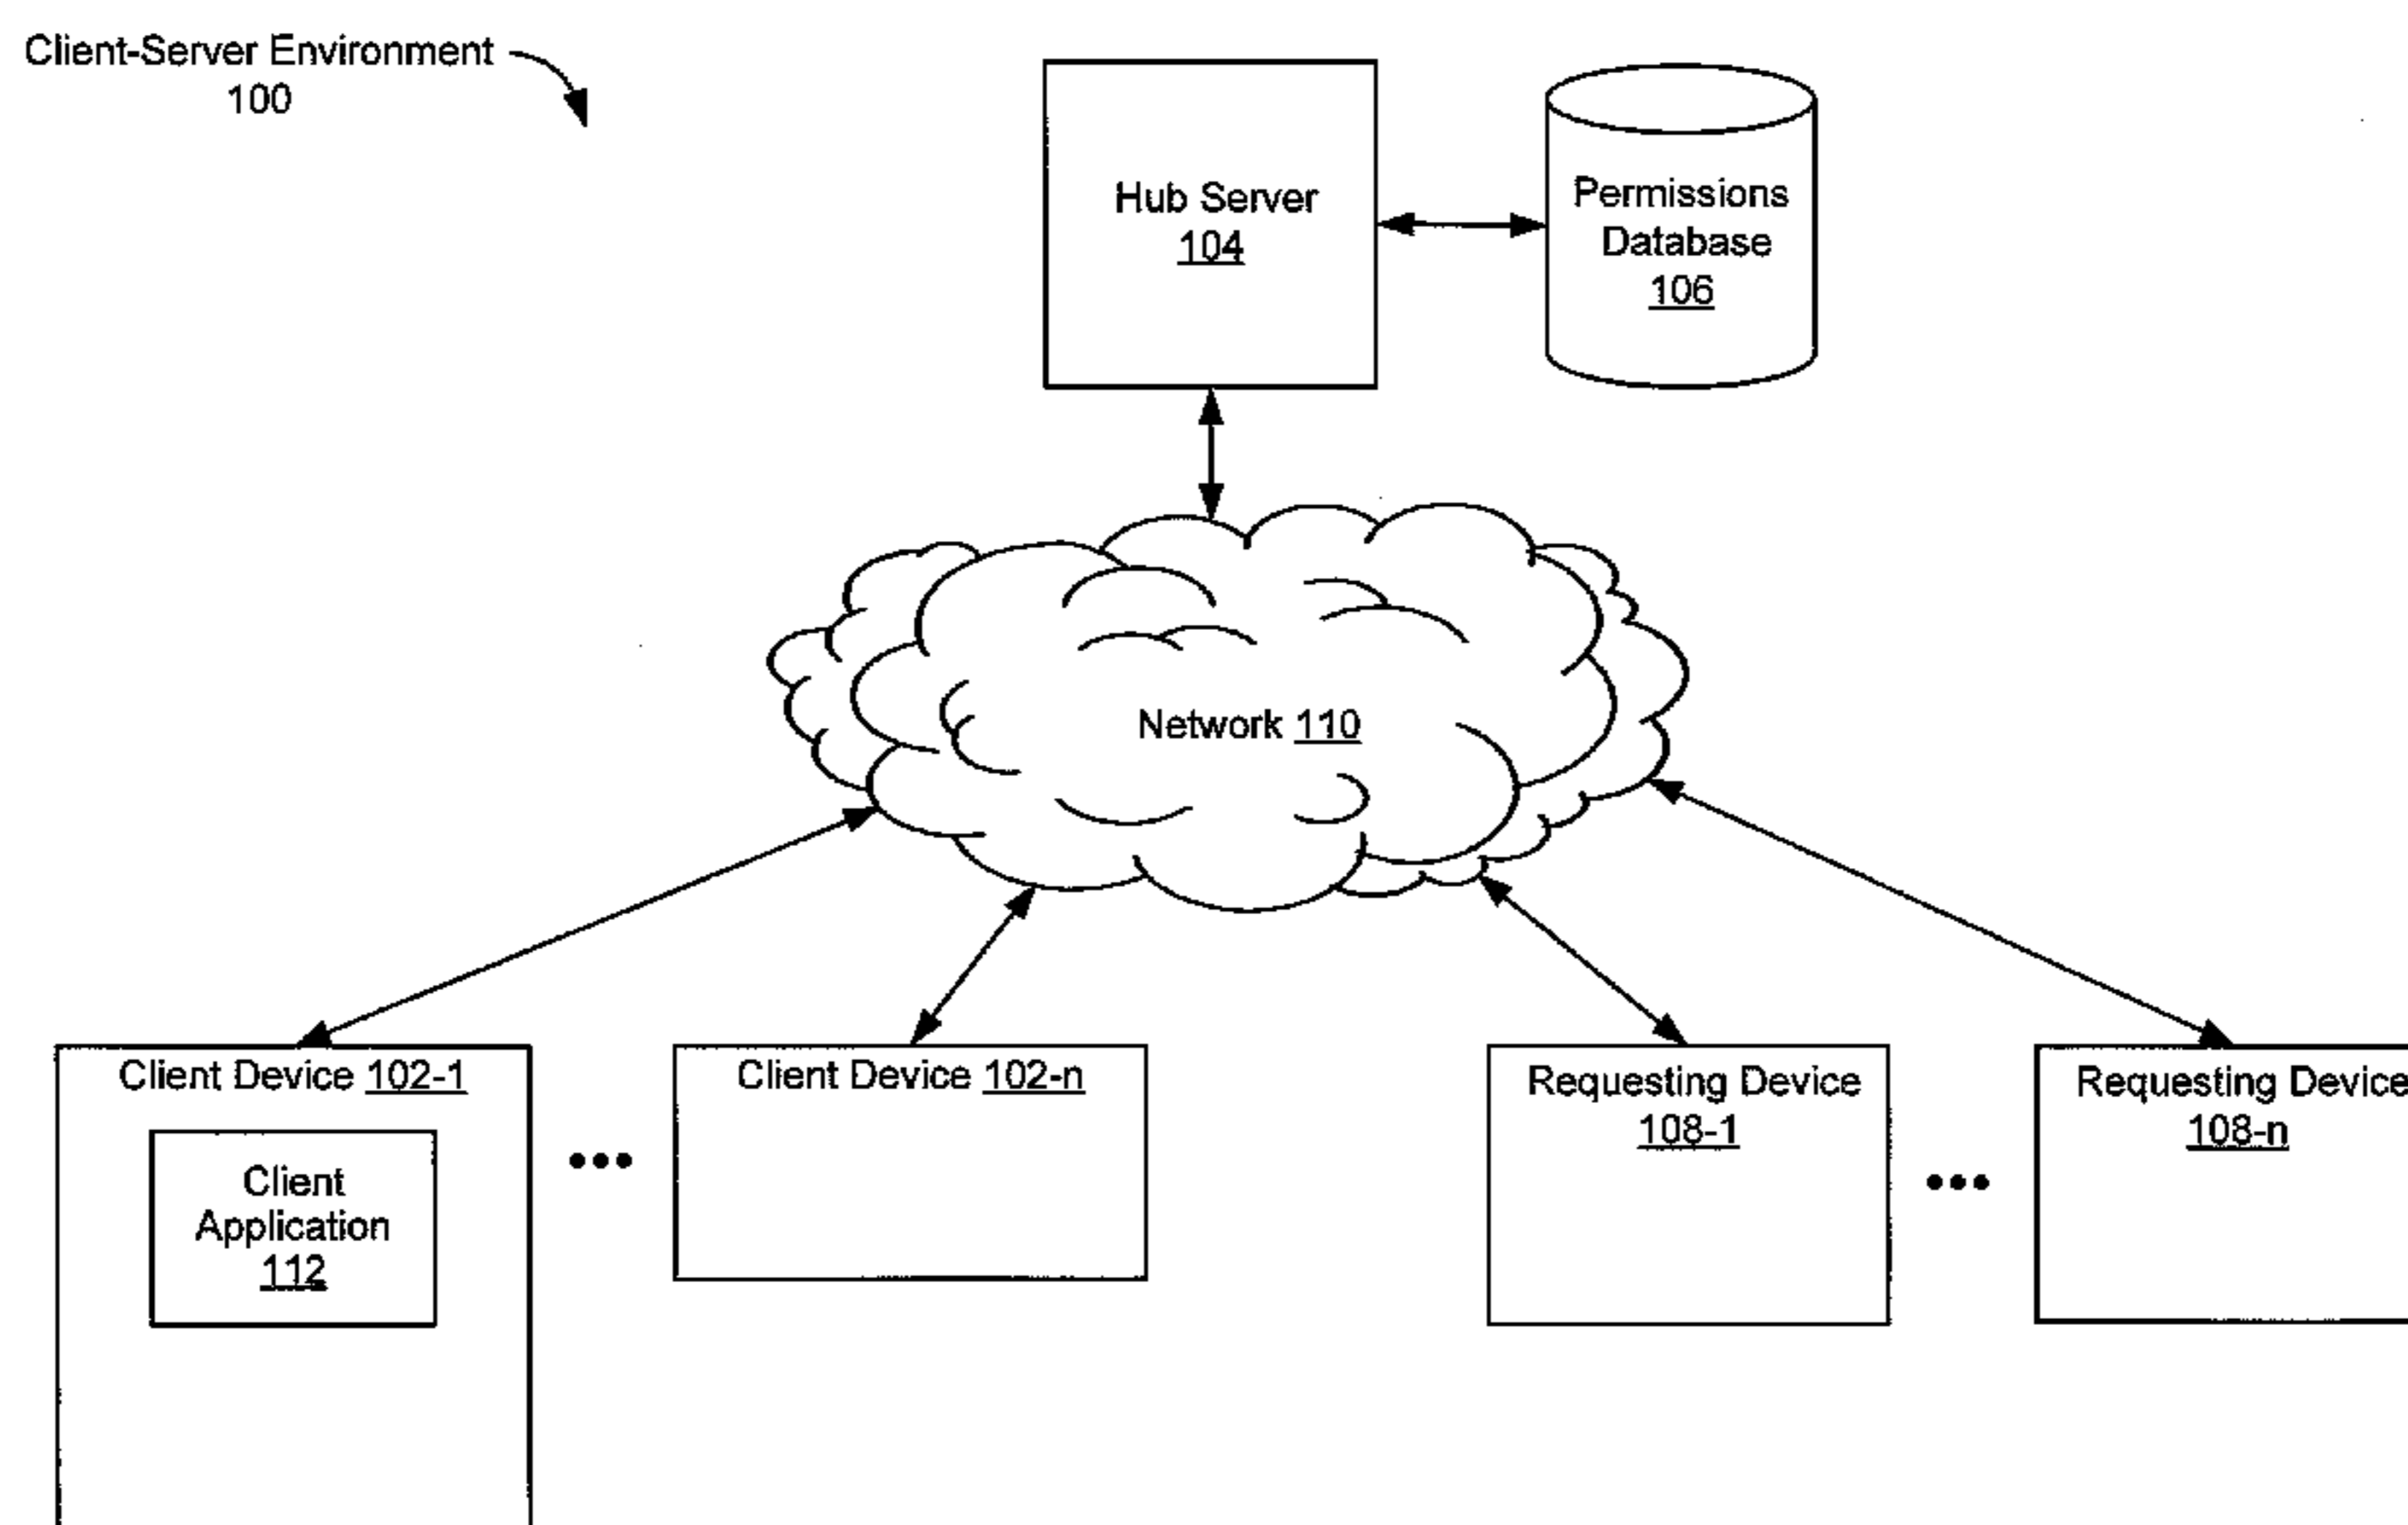 Client-Server Environment
100
Hub Server
104
Permissions
Database
106
Network 110
Client Device 102-1
Client
Application
112
Client Device 102-n
Requesting Device
108-1
Requesting Device
108-n